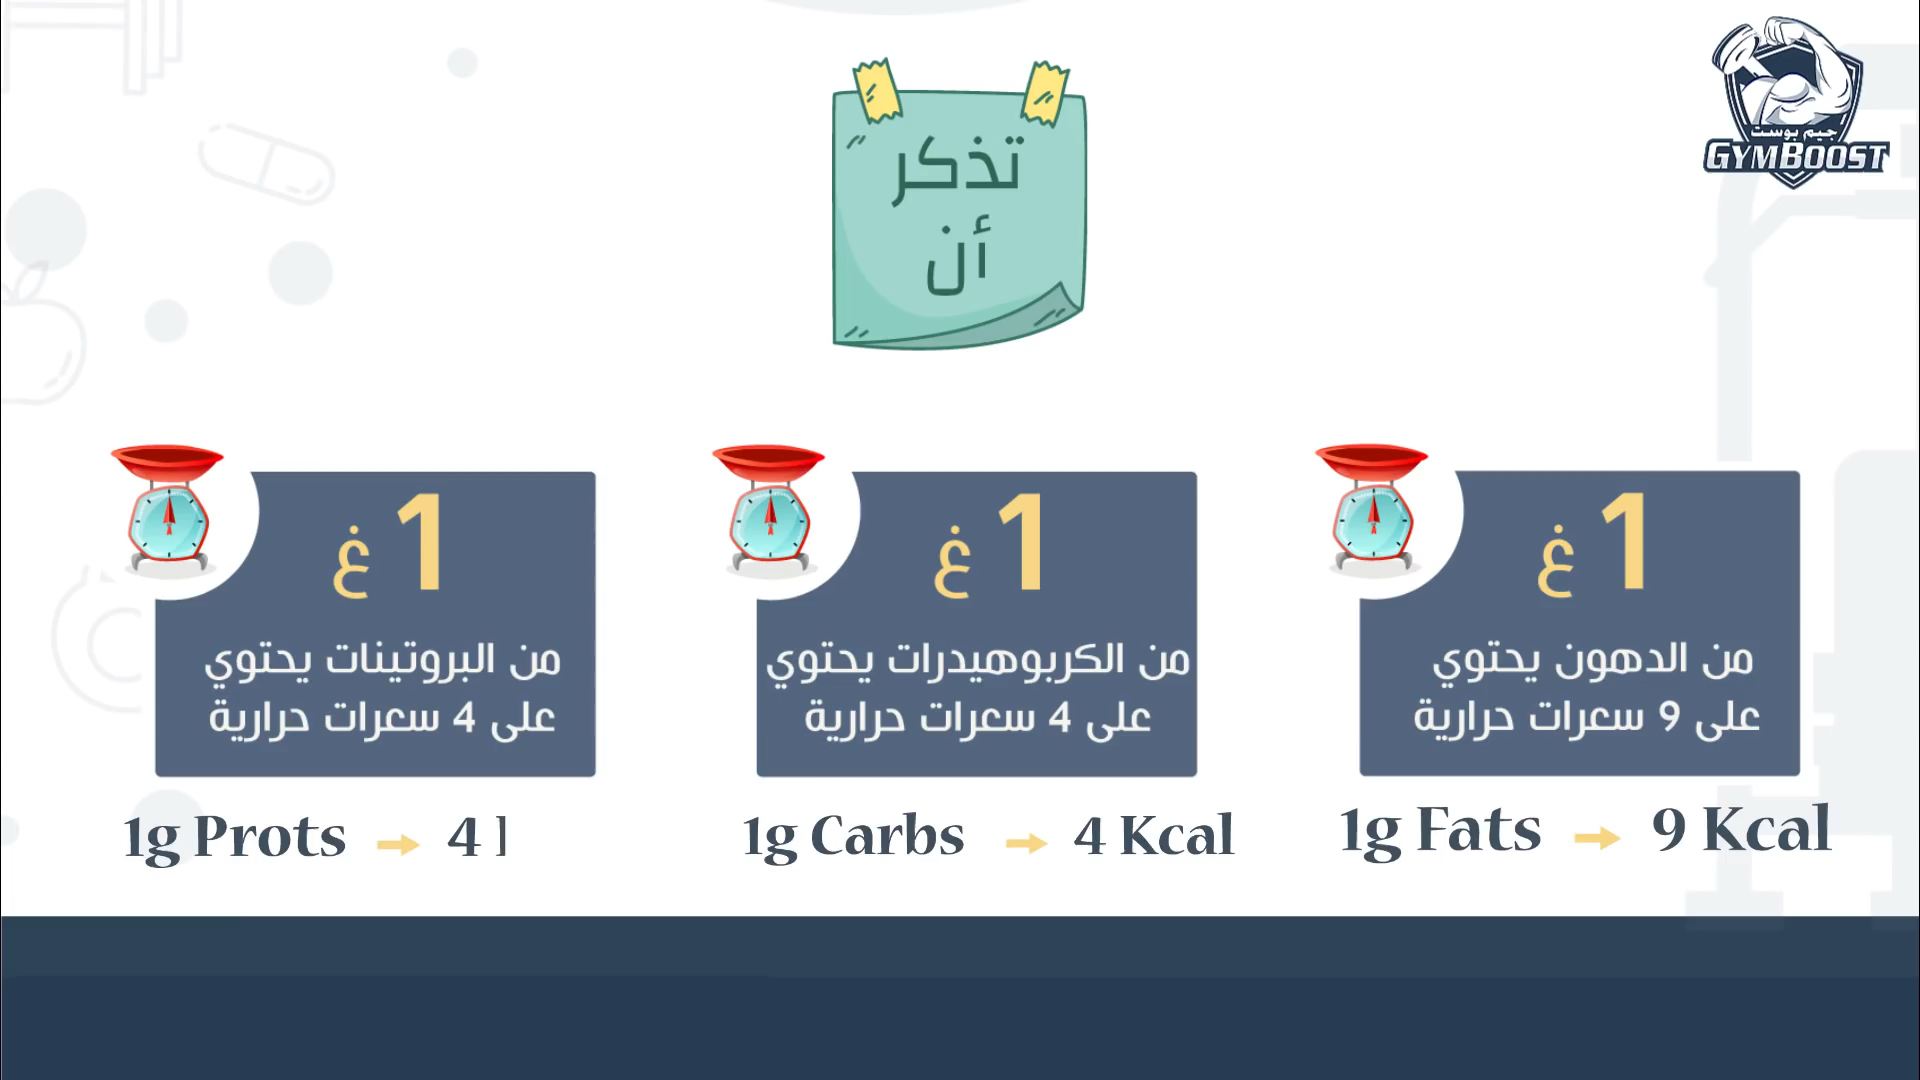 جيم بوست
GYMBOOST
تذكر
أن
1 غ
من الدهون يحتوي
على 9 سعرات حرارية
1g Fats → 9 Kcal
1 غ
من الكربوهيدرات يحتوي
على 4 سعرات حرارية
1g Carbs → 4 Kcal
1 غ
من البروتينات يحتوي
على 4 سعرات حرارية
1g Prots → 4